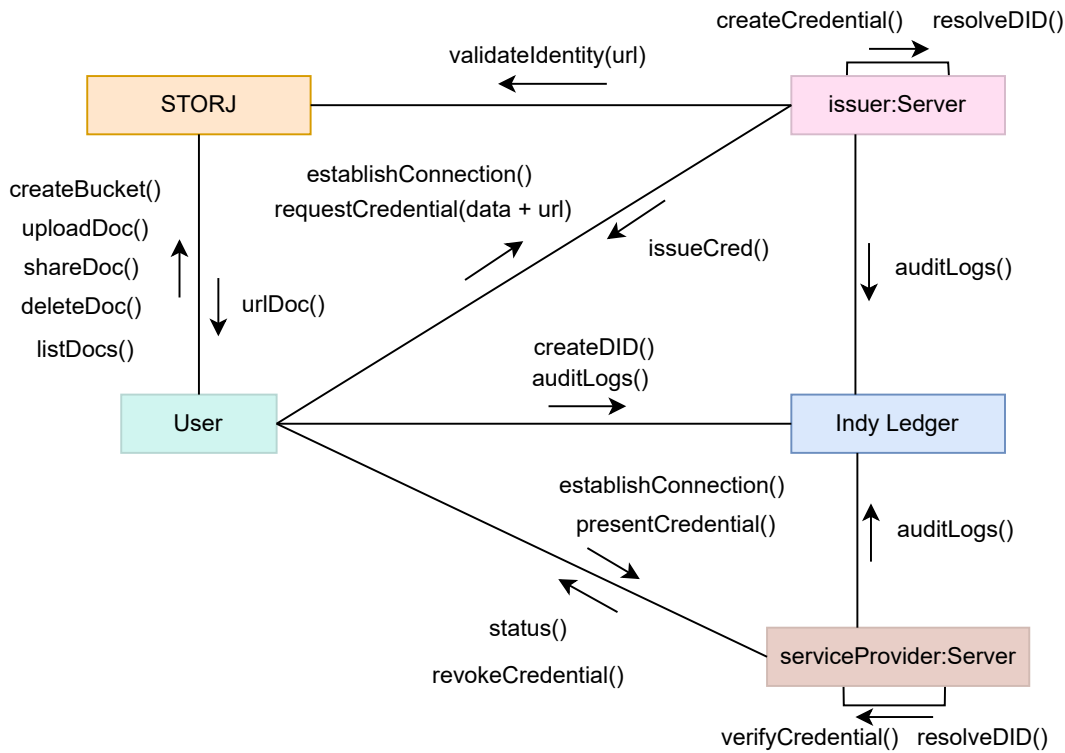 createCredential() resolveDID()
validateIdentity(url)
STORJ
issuer:Server
createBucket()
uploadDoc()
shareDoc()
deleteDoc()
listDocs()
urlDoc()
establishConnection()
requestCredential(data + url)
issueCred()
auditLogs()
createDID()
auditLogs()
User
Indy Ledger
establishConnection()
presentCredential()
auditLogs()
status()
revokeCredential()
serviceProvider:Server
verifyCredential() resolveDID()